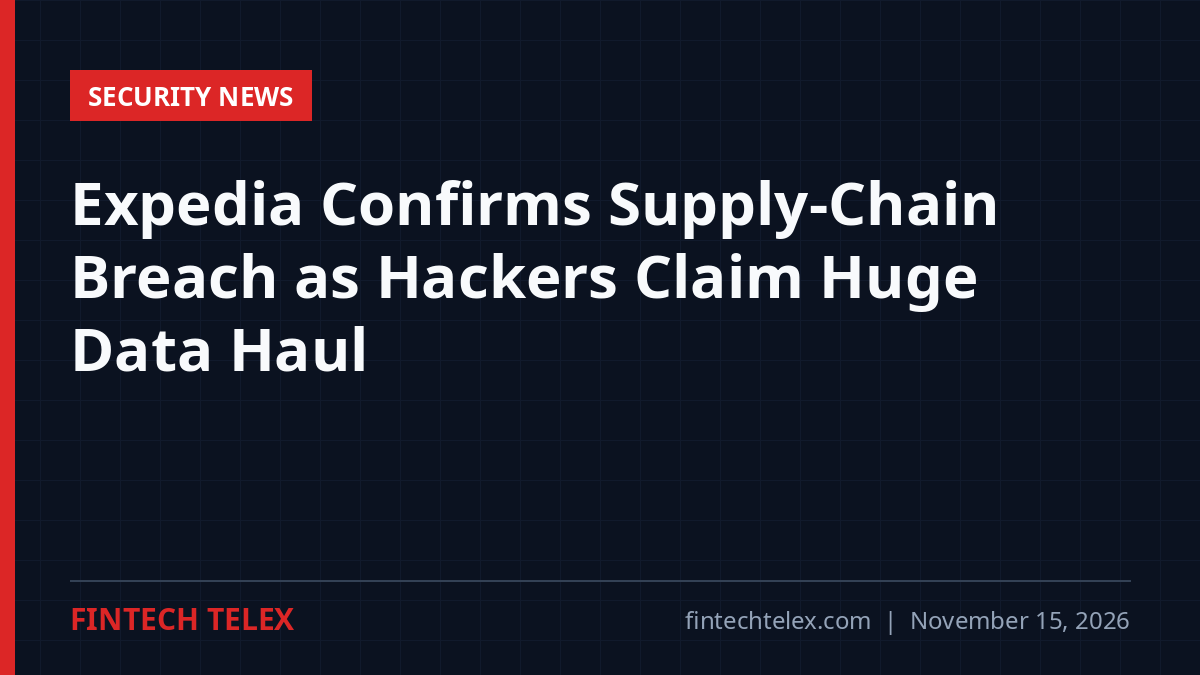 SECURITY NEWS
Expedia Confirms Supply-Chain
Breach as Hackers Claim Huge
Data Haul
FINTECH TELEX
fintechtelex.com | November 15, 2026